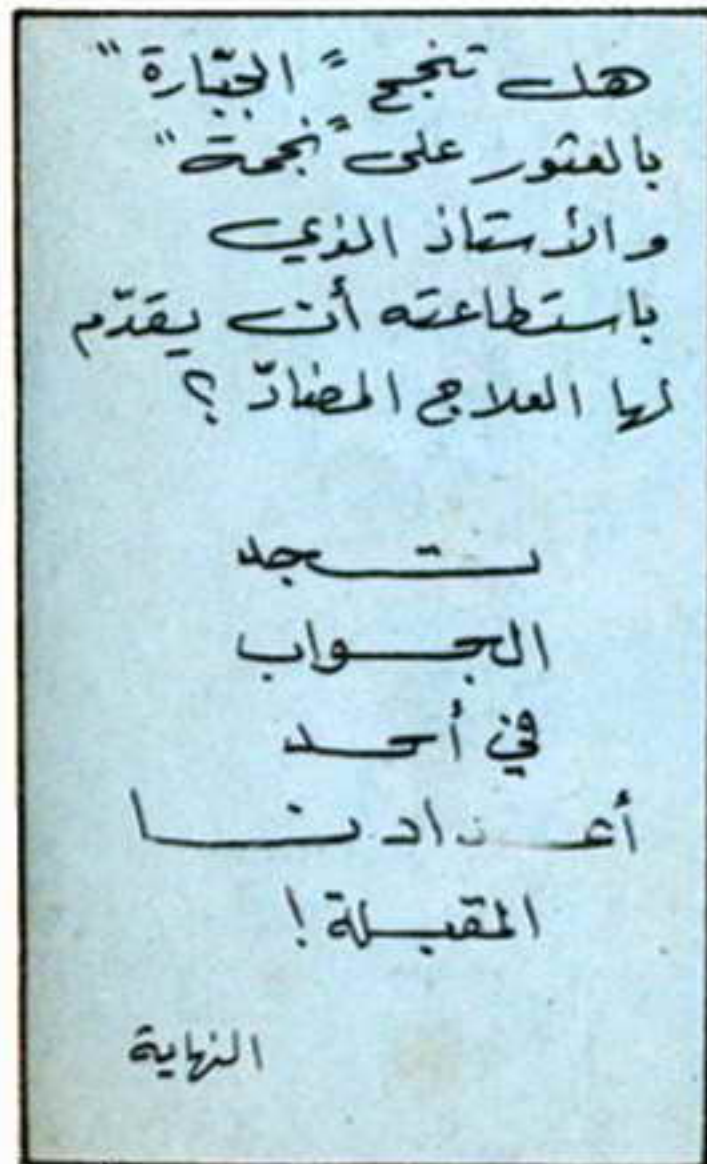 هل تنجح "الجبّارة"
بالعثور على "نجمة"
والأستاذ الذي
باستطاعته أن يقدّم
لها العلاج المضادّ ؟
ستجد
الجواب
في أحد
أعدادنا
المقبلة !
النهاية